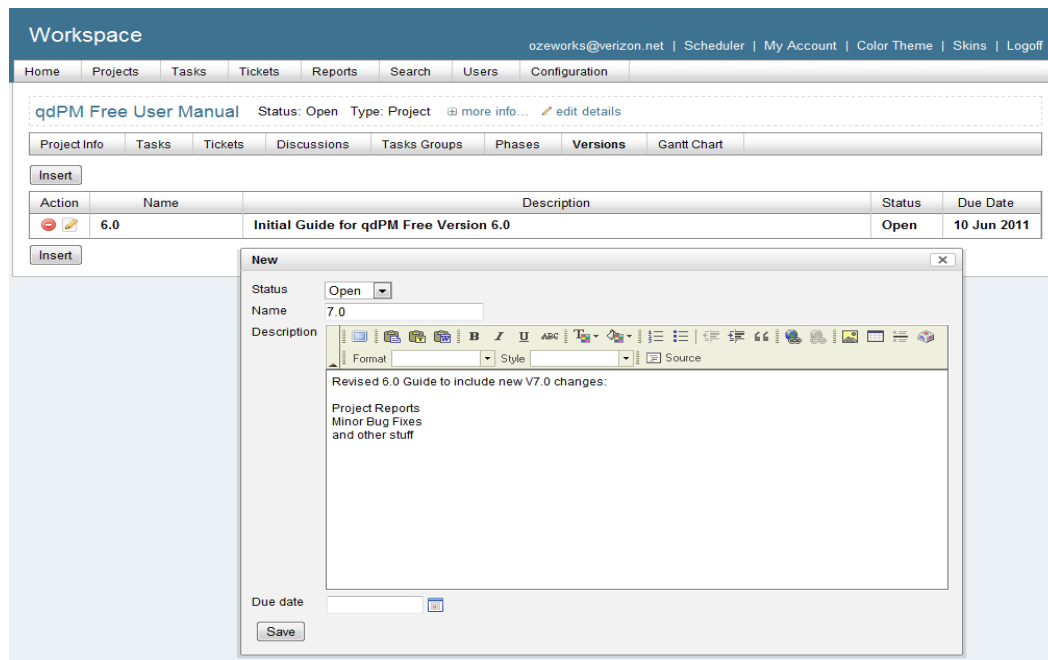 Workspace
ozeworks@verizon.net | Scheduler | My Account | Color Theme | Skins | Logoff
Home Projects Tasks Tickets Reports Search Users Configuration
qdPM Free User Manual Status: Open Type: Project more info... edit details
Project Info Tasks Tickets Discussions Tasks Groups Phases Versions Gantt Chart
Insert
Action Name Description Status Due Date
6.0 Initial Guide for qdPM Free Version 6.0 Open 10 Jun 2011
Insert
New
Status Open
Name 7.0
Description
B I U ABC
Format Style Source
Revised 6.0 Guide to include new V7.0 changes:
Project Reports
Minor Bug Fixes
and other stuff
Due date
Save